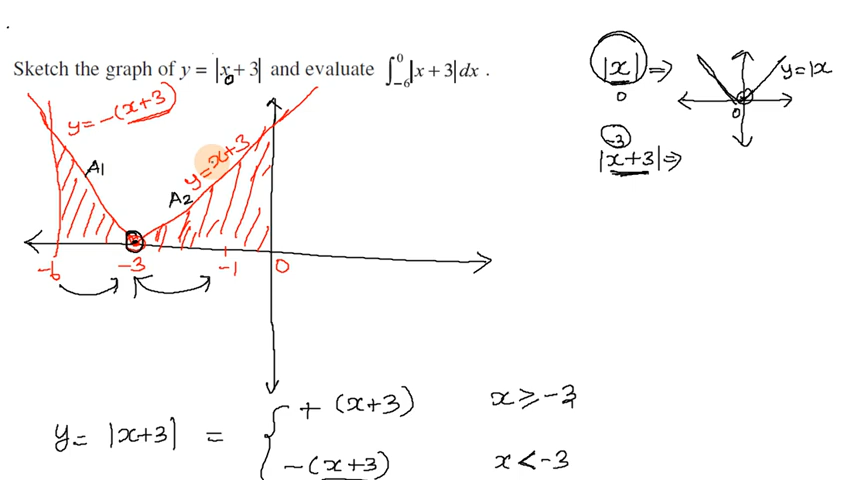 Sketch the graph of y = |x + 3| and evaluate ∫₋₆⁰ |x + 3| dx .
0
|x| ⇒
0
y=|x
0
-3
|x+3| ⇒
y=-(x+3)
y=x+3
A1
A2
-6 -3 -1 0
y= |x+3| = { + (x+3) x ≥ -3
-(x+3) x < -3